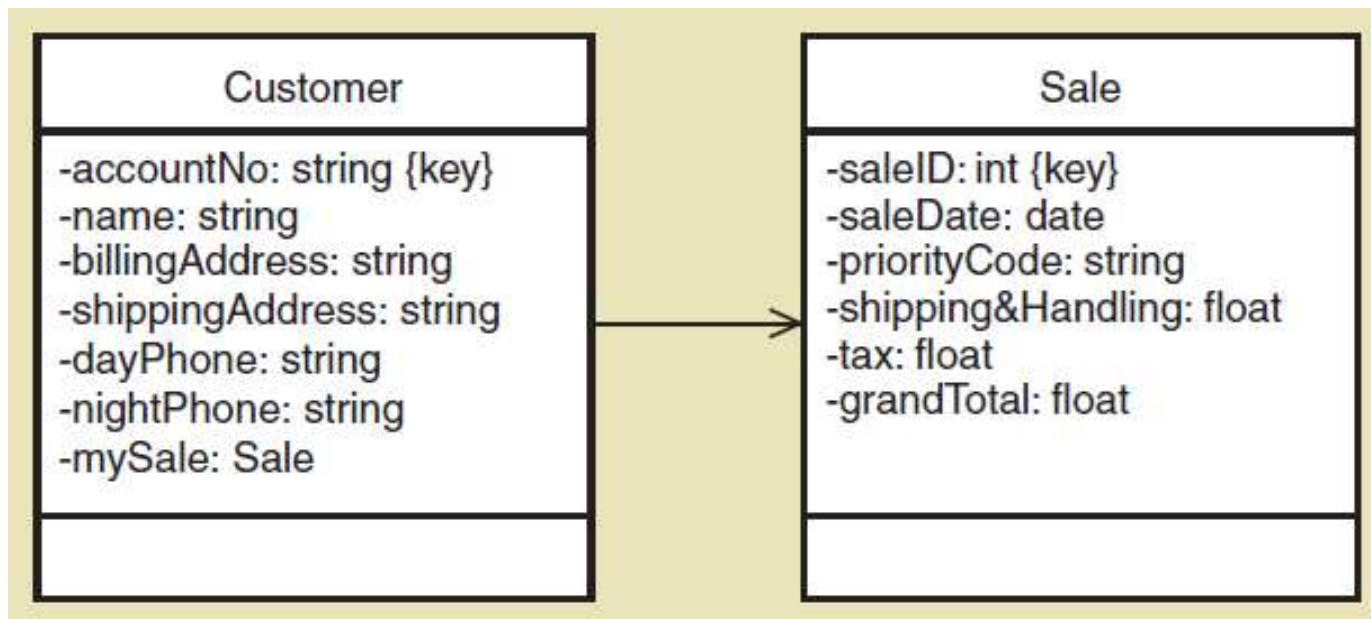 Customer
-accountNo: string {key}
-name: string
-billingAddress: string
-shippingAddress: string
-dayPhone: string
-nightPhone: string
-mySale: Sale
Sale
-saleID: int {key}
-saleDate: date
-priorityCode: string
-shipping&Handling: float
-tax: float
-grandTotal: float